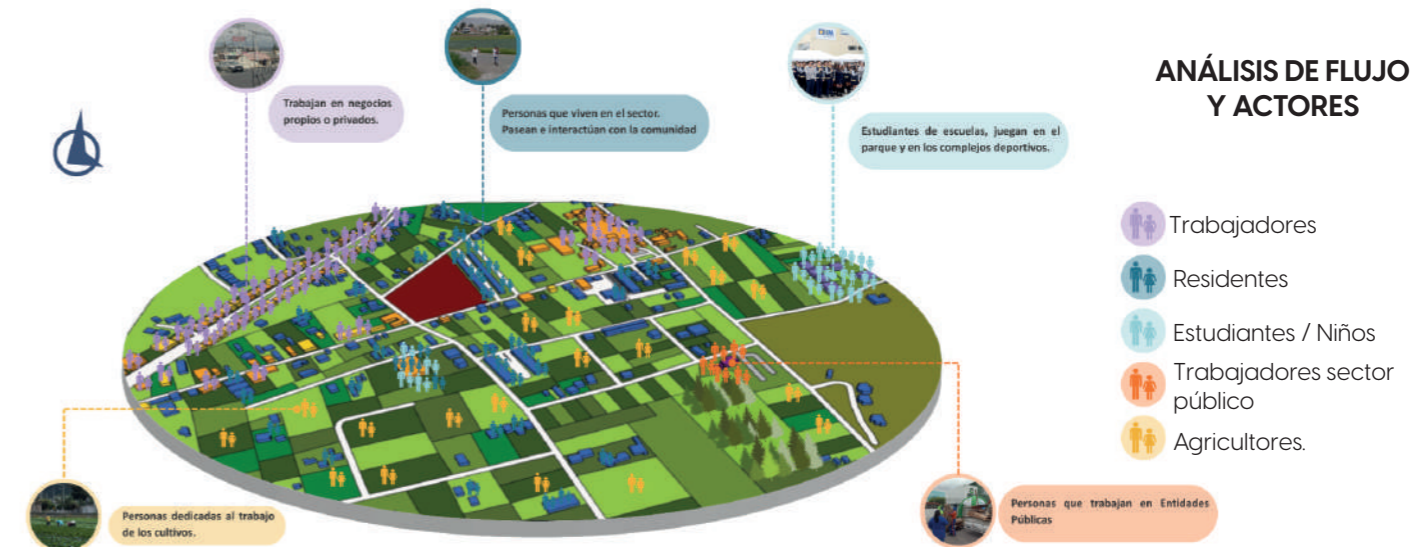 ANÁLISIS DE FLUJO
Y ACTORES
Trabajan en negocios
propios o privados.
Personas que viven en el sector.
Pasean e interactúan con la comunidad
Estudiantes de escuelas, juegan en el
parque y en los complejos deportivos.
Trabajadores
Residentes
Estudiantes / Niños
Trabajadores sector
público
Agricultores.
Personas dedicadas al trabajo
de los cultivos.
Personas que trabajan en Entidades
Públicas